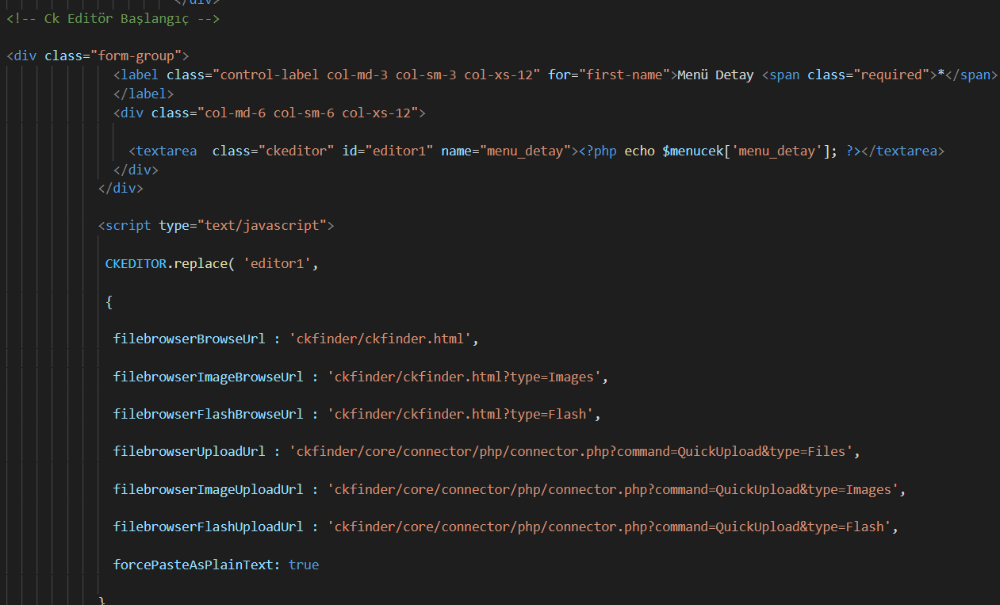 </div>
<!-- Ck Editör Başlangıç -->
<div class="form-group">
<label class="control-label col-md-3 col-sm-3 col-xs-12" for="first-name">Menü Detay <span class="required">*</span>
</label>
<div class="col-md-6 col-sm-6 col-xs-12">
<textarea  class="ckeditor" id="editor1" name="menu_detay"><?php echo $menucek['menu_detay']; ?></textarea>
</div>
</div>
<script type="text/javascript">
CKEDITOR.replace( 'editor1',
{
filebrowserBrowseUrl : 'ckfinder/ckfinder.html',
filebrowserImageBrowseUrl : 'ckfinder/ckfinder.html?type=Images',
filebrowserFlashBrowseUrl : 'ckfinder/ckfinder.html?type=Flash',
filebrowserUploadUrl : 'ckfinder/core/connector/php/connector.php?command=QuickUpload&type=Files',
filebrowserImageUploadUrl : 'ckfinder/core/connector/php/connector.php?command=QuickUpload&type=Images',
filebrowserFlashUploadUrl : 'ckfinder/core/connector/php/connector.php?command=QuickUpload&type=Flash',
forcePasteAsPlainText: true
}